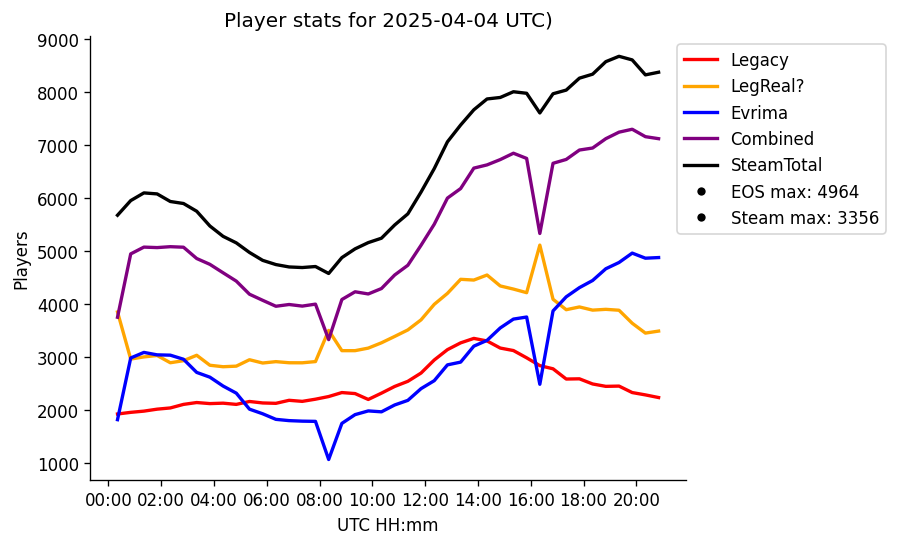 Player stats for 2025-04-04 UTC)
9000
8000
7000
6000
5000
4000
3000
2000
1000
Players
00:00 02:00 04:00 06:00 08:00 10:00 12:00 14:00 16:00 18:00 20:00
UTC HH:mm
Legacy
LegReal?
Evrima
Combined
SteamTotal
EOS max: 4964
Steam max: 3356